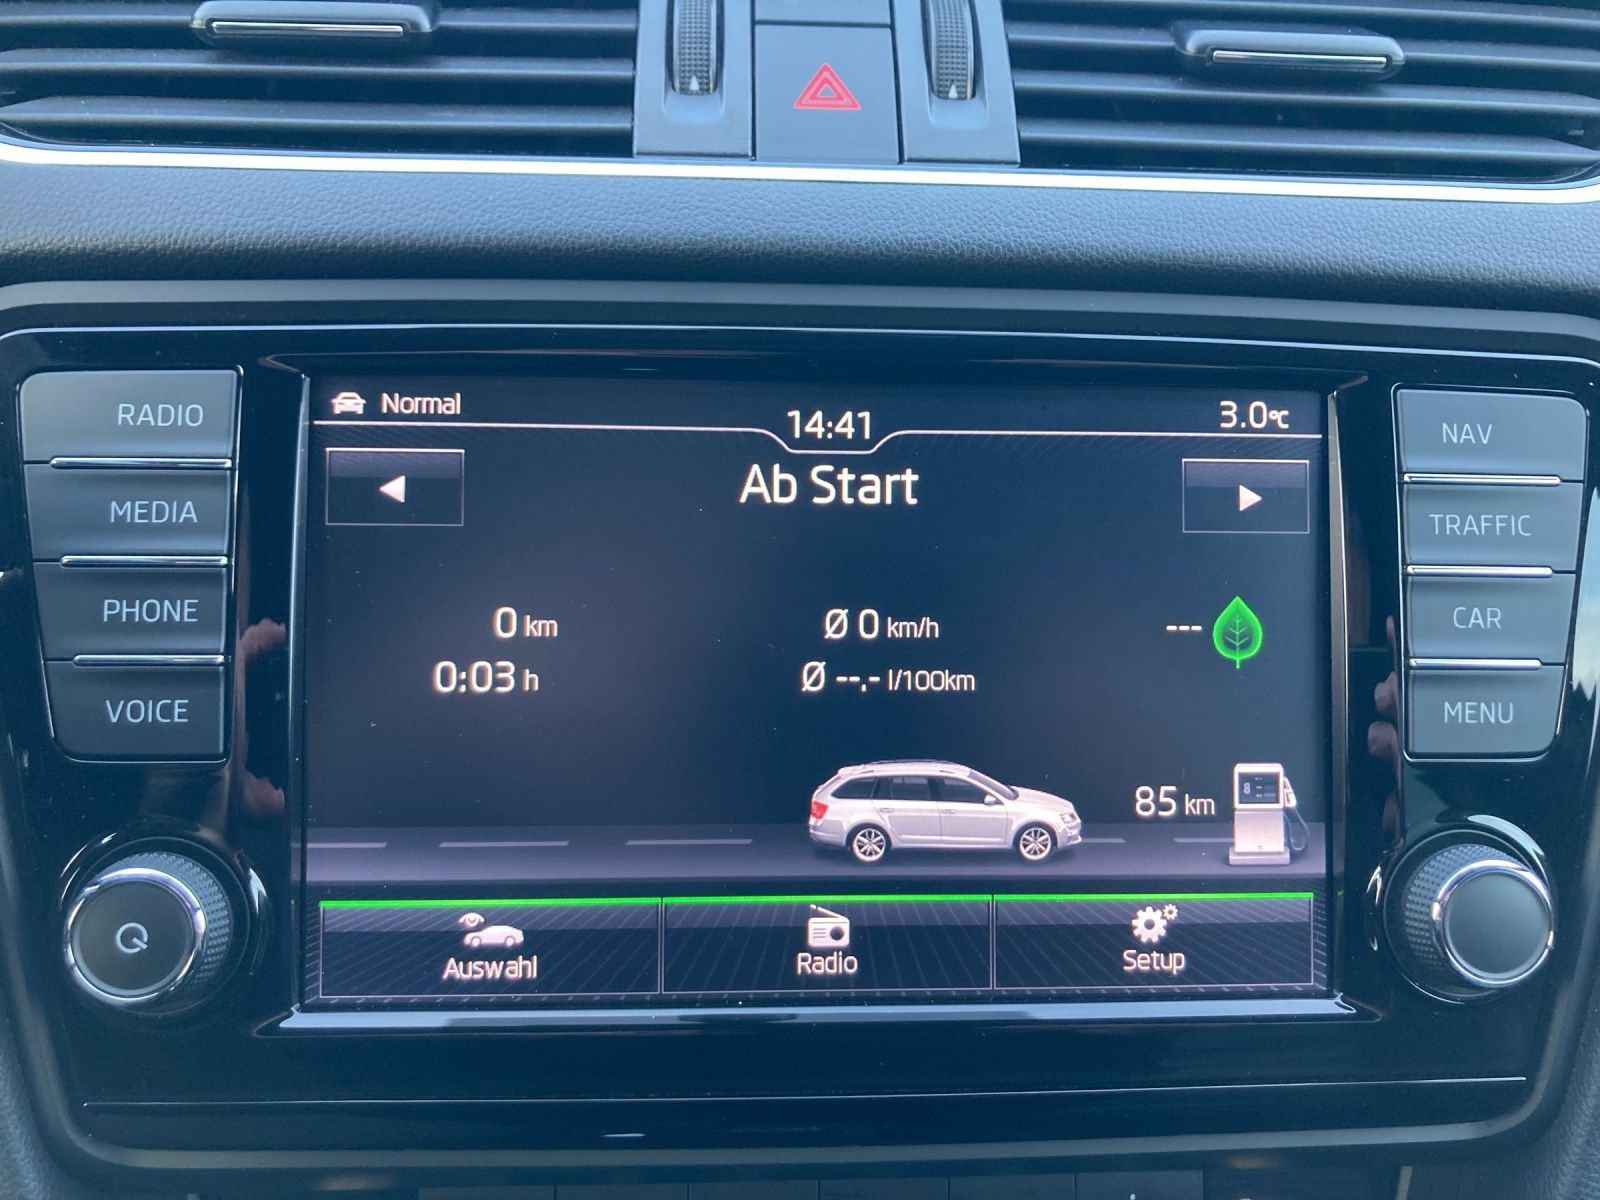 RADIO
MEDIA
PHONE
VOICE
Normal
14:41
3.0°C
Ab Start
0 km
0:03 h
Ø 0 km/h
Ø --.- l/100km
---
85 km
8
Auswahl
Radio
Setup
NAV
TRAFFIC
CAR
MENU